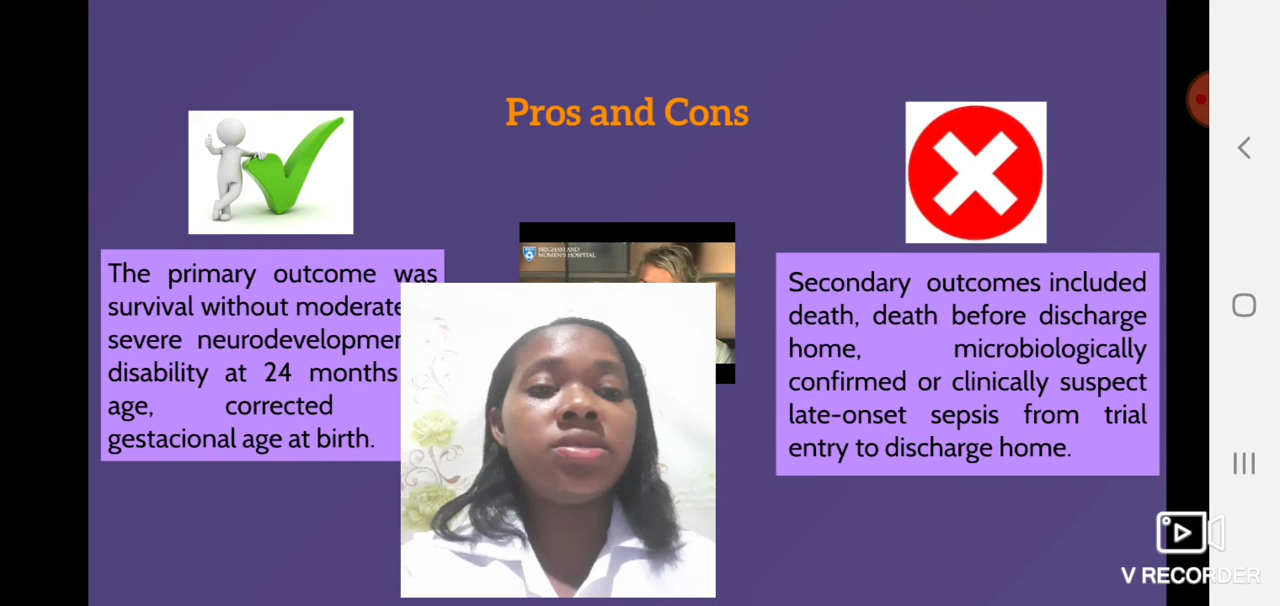 Pros and Cons
BRIGHAM AND
WOMEN'S HOSPITAL
The primary outcome was
survival without moderate
severe neurodevelopmen
disability at 24 months
age, corrected
gestacional age at birth.
Secondary outcomes included
death, death before discharge
home, microbiologically
confirmed or clinically suspect
late-onset sepsis from trial
entry to discharge home.
V RECORDER